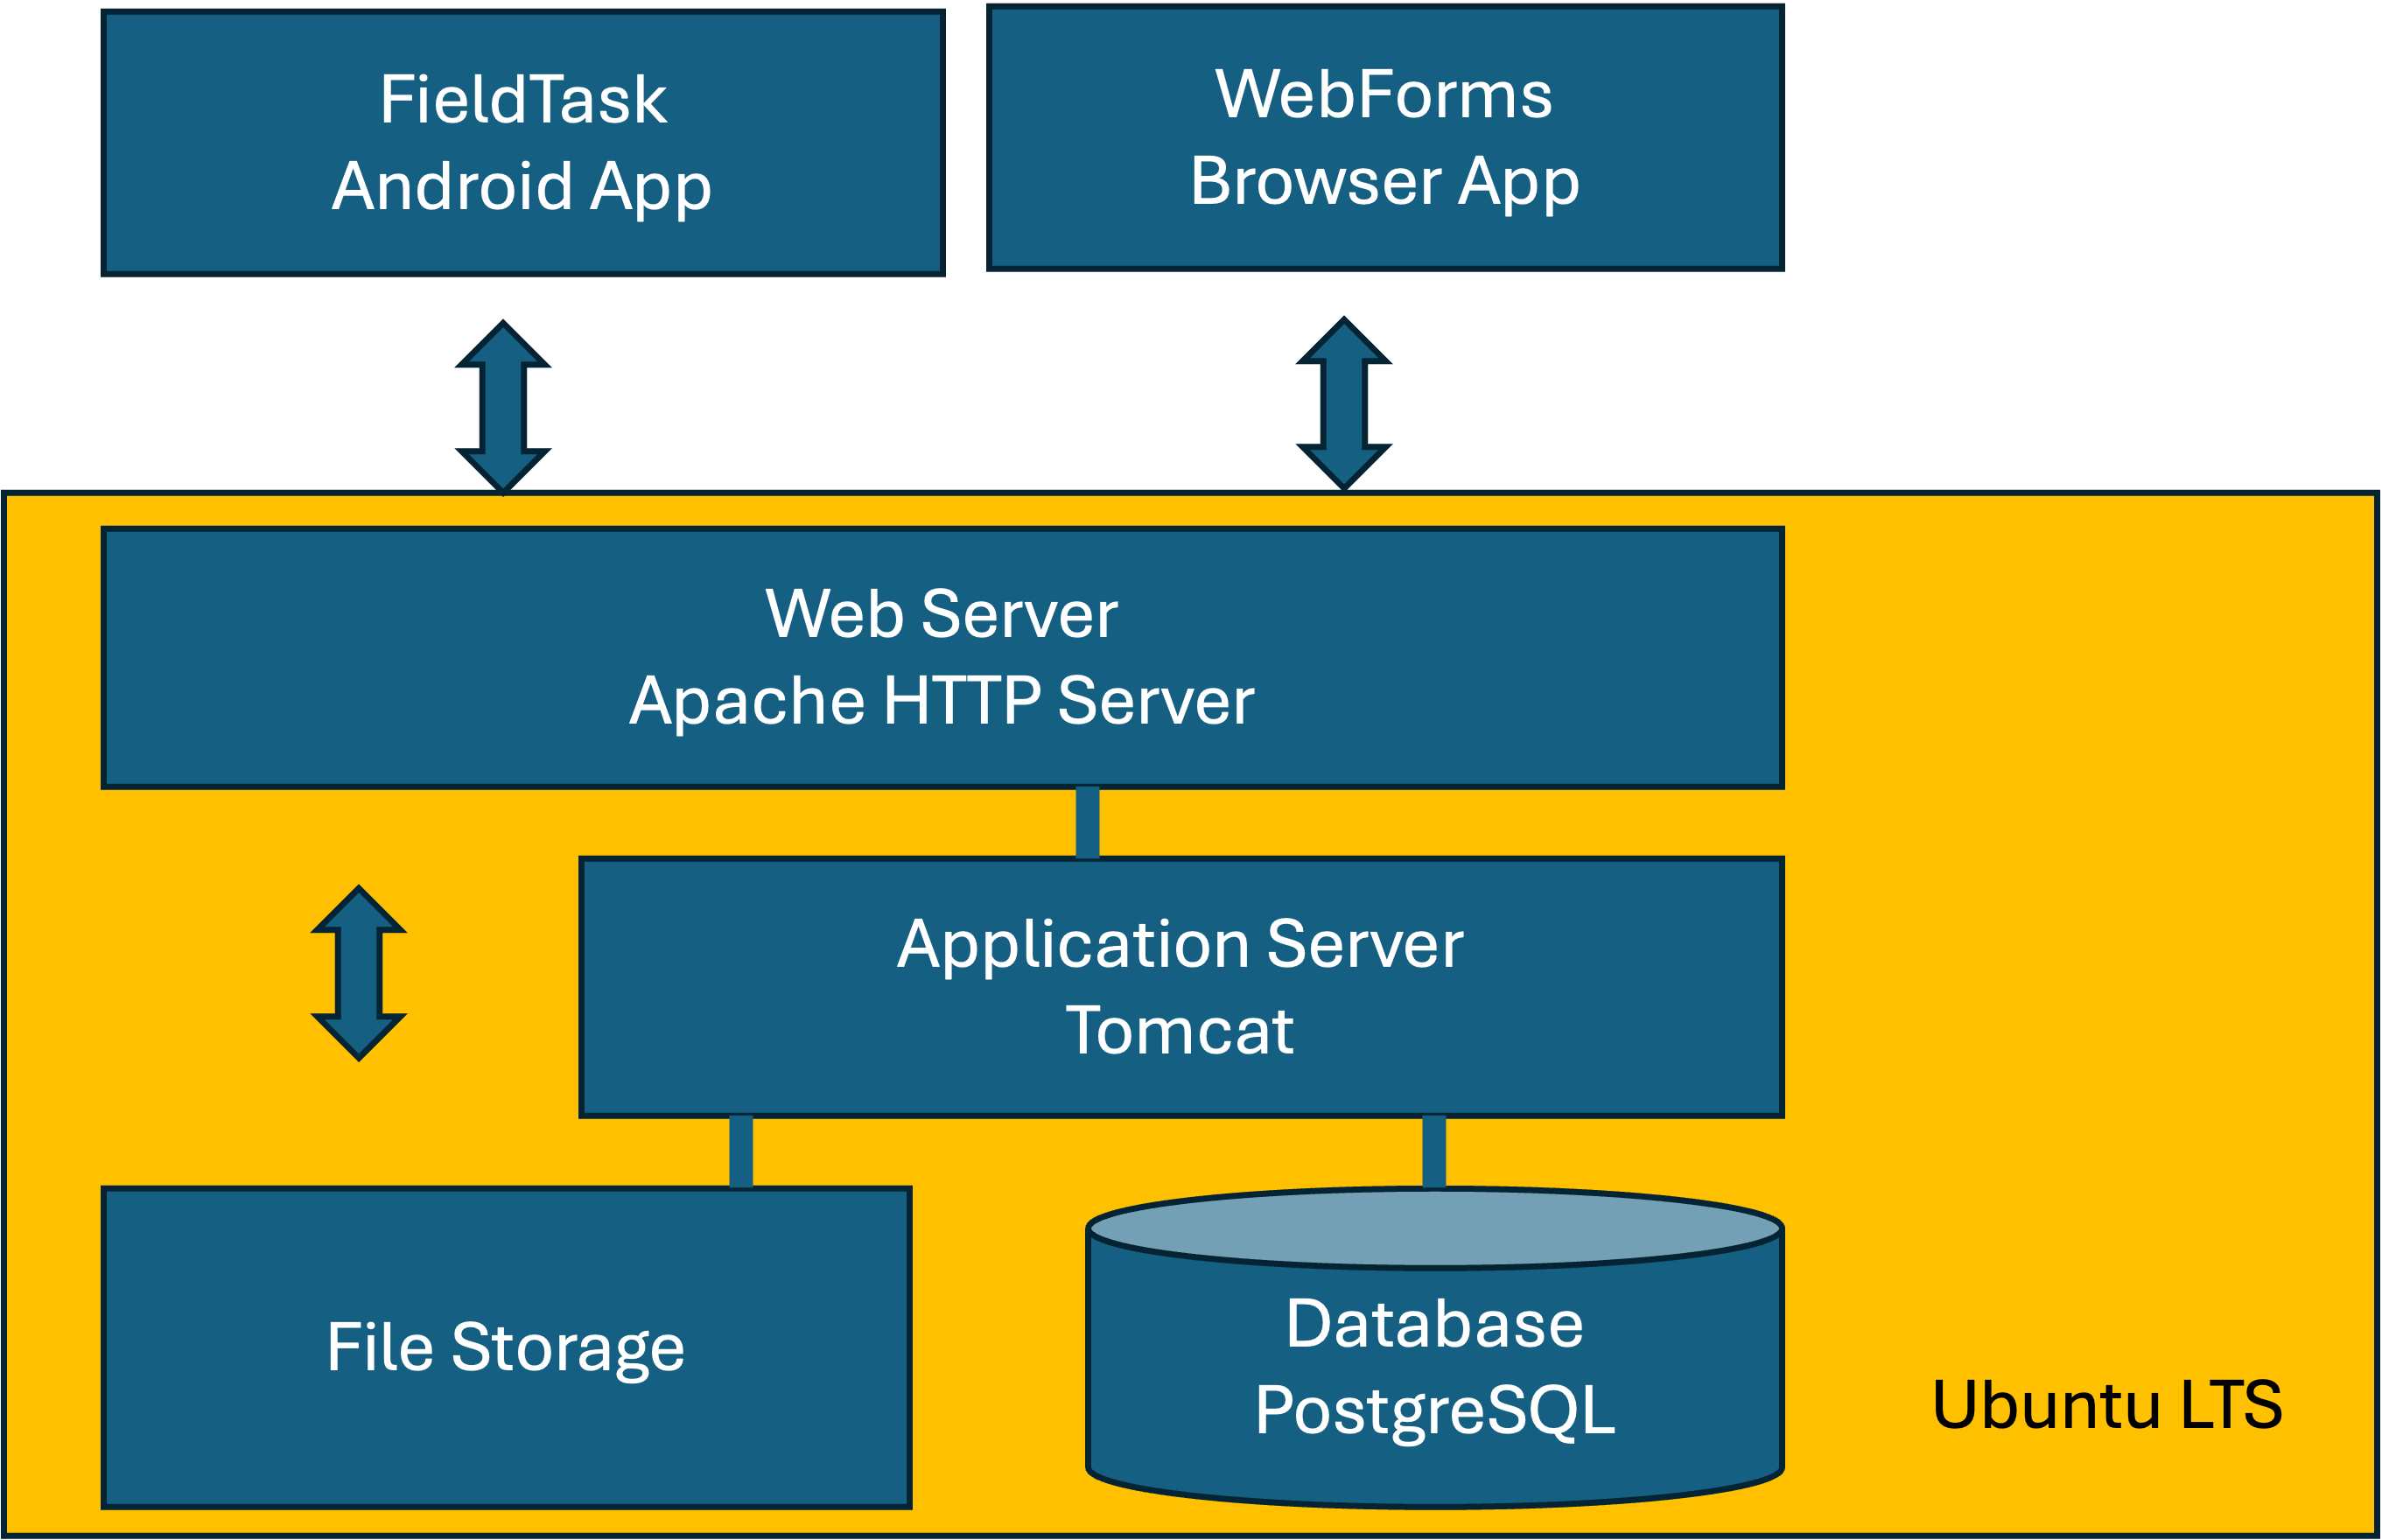 FieldTask
Android App
WebForms
Browser App
Web Server
Apache HTTP Server
Application Server
Tomcat
File Storage
Database
PostgreSQL
Ubuntu LTS